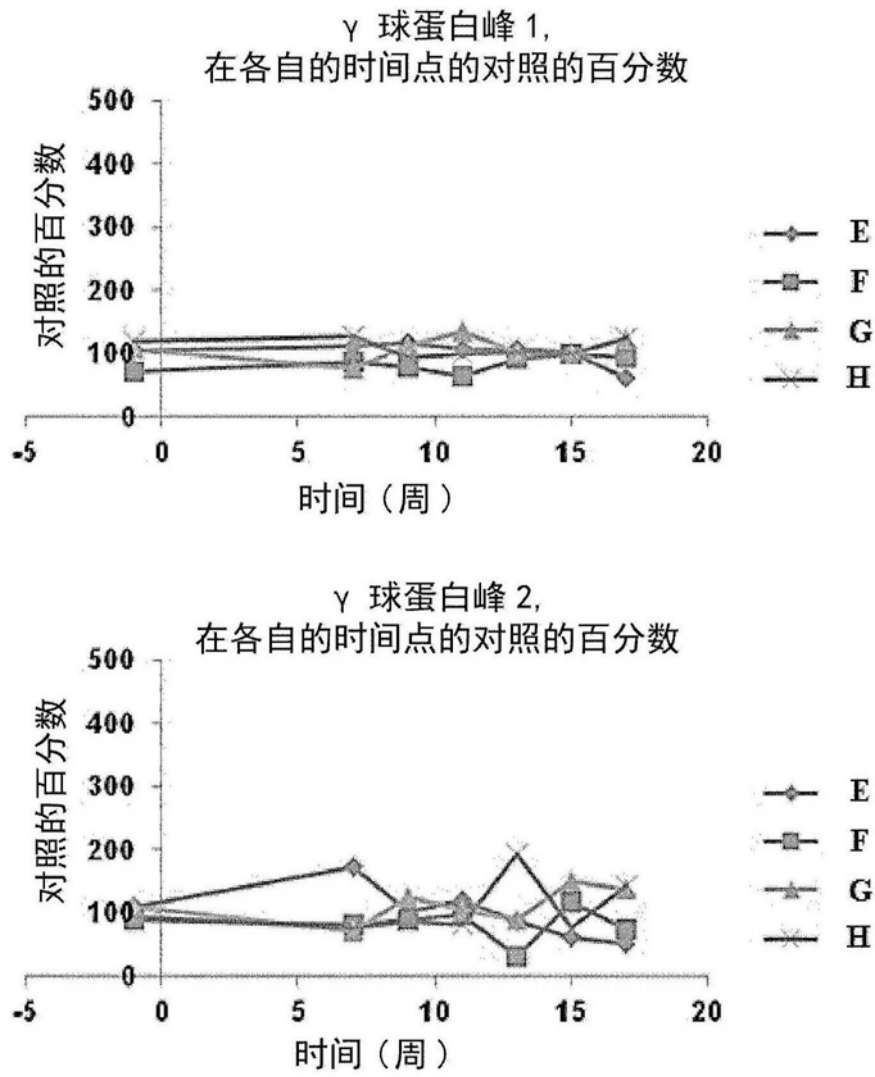 γ 球蛋白峰 1,
在各自的时间点的对照的百分数
对照的百分数
500
400
300
200
100
0
-5 0 5 10 15 20
时间（周）
E
F
G
H
γ 球蛋白峰 2,
在各自的时间点的对照的百分数
对照的百分数
500
400
300
200
100
0
-5 0 5 10 15 20
时间（周）
E
F
G
H